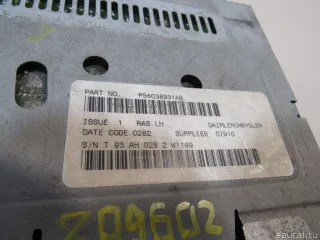 PART NO. P56038931AB
ISSUE 1 RAS LH. DAIMLERCHRYSLER
DATE CODE 0282 SUPPLIER 07910
S/N T 93 AH 028 2 W1149
Z09602
euauto.ru